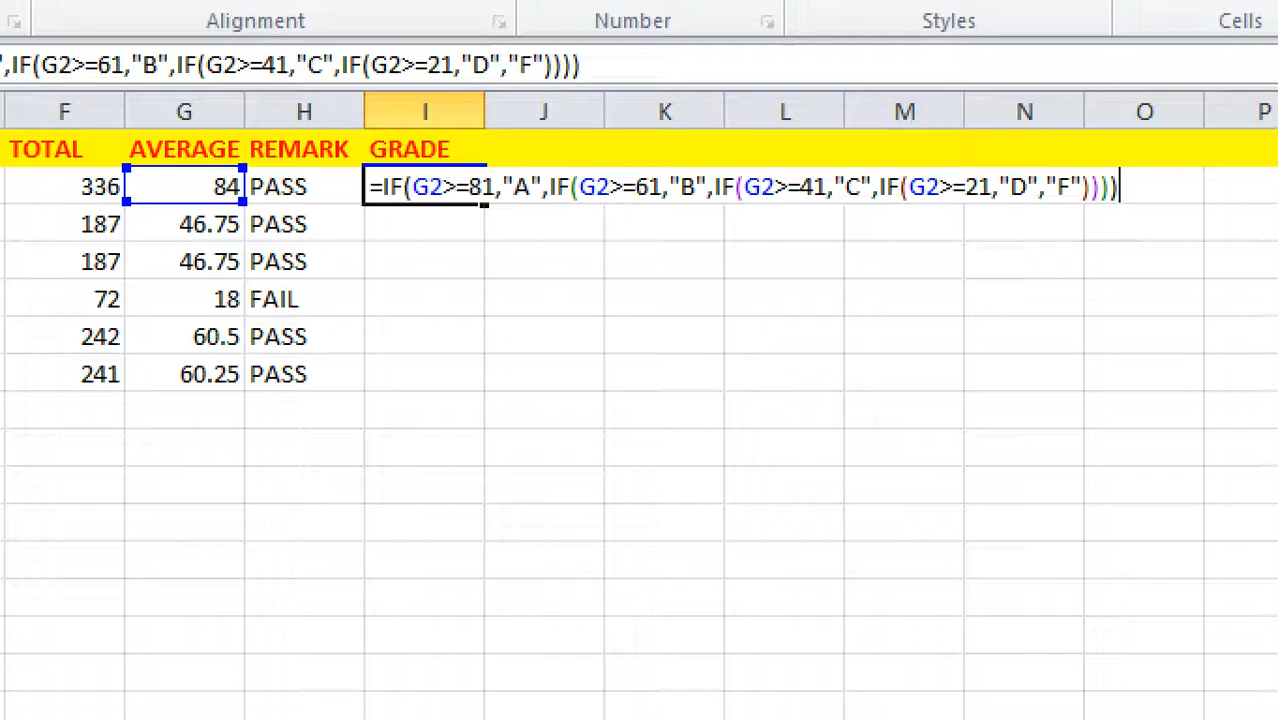 Alignment Number Styles Cells
",IF(G2>=61,"B",IF(G2>=41,"C",IF(G2>=21,"D","F"))))
F G H I J K L M N O P
TOTAL AVERAGE REMARK GRADE
336 84 PASS =IF(G2>=81,"A",IF(G2>=61,"B",IF(G2>=41,"C",IF(G2>=21,"D","F"))))
187 46.75 PASS
187 46.75 PASS
72 18 FAIL
242 60.5 PASS
241 60.25 PASS